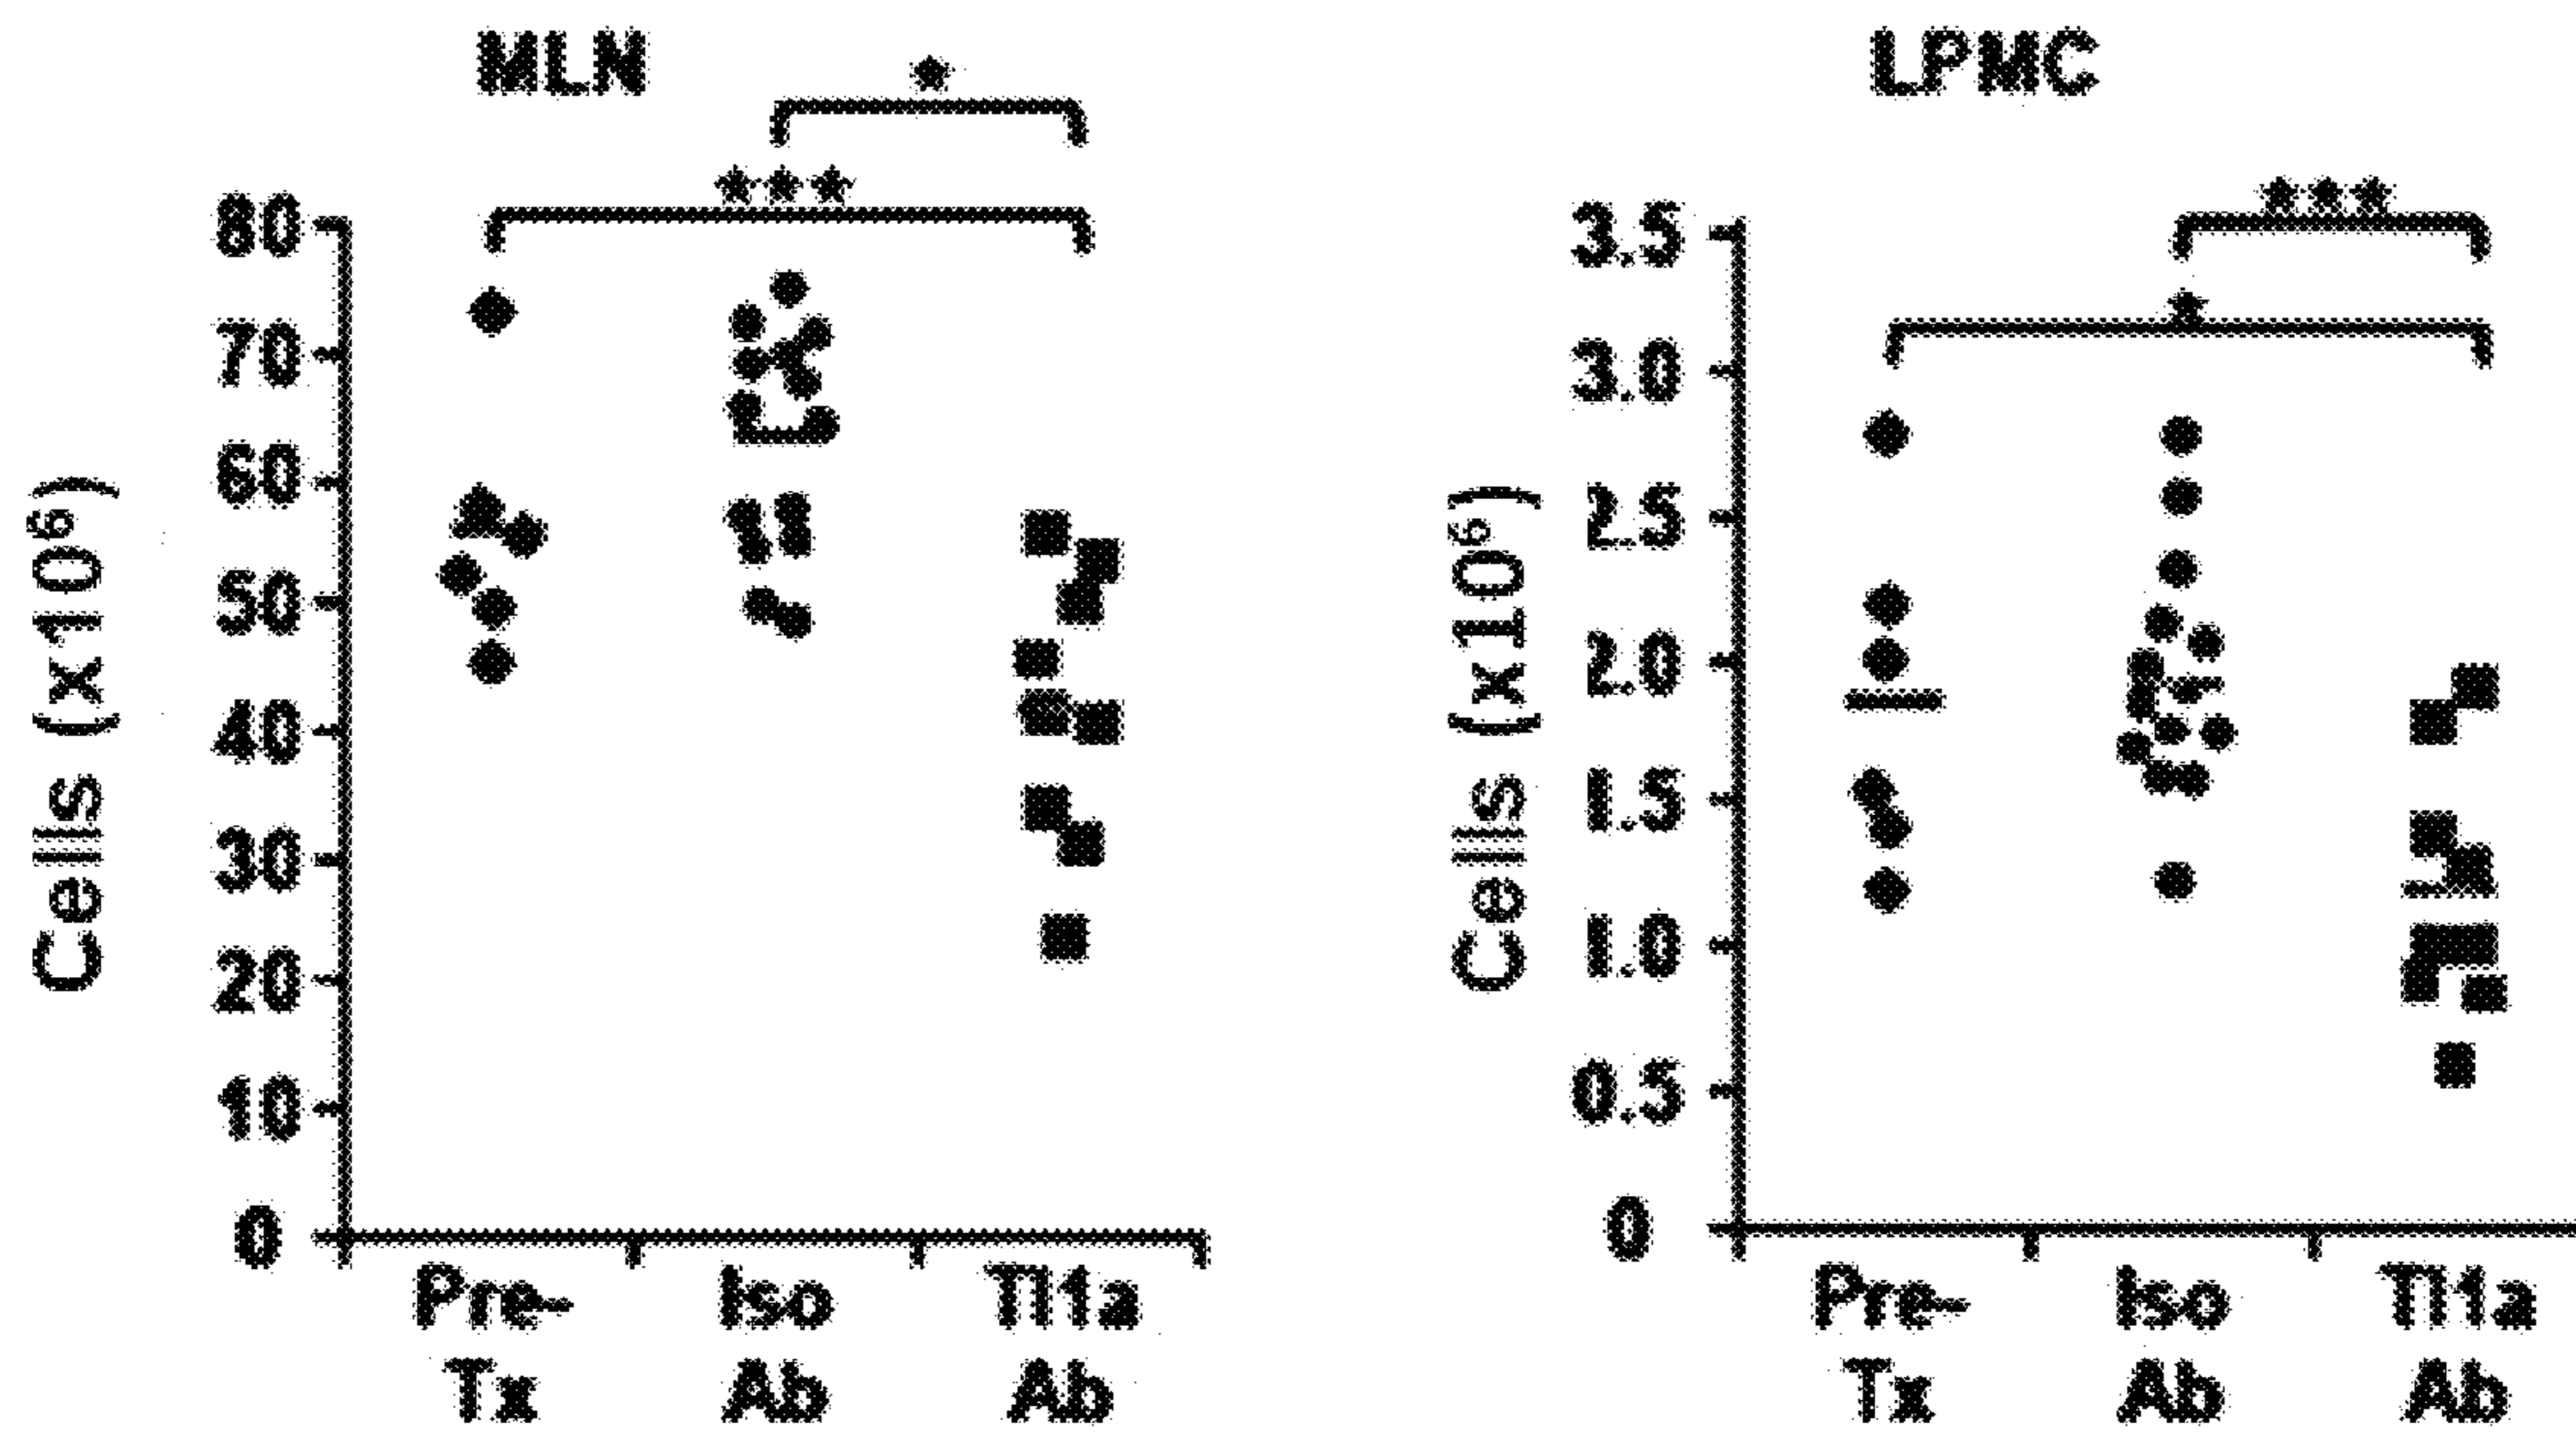 MLN
*
***
80
70
60
50
40
30
20
10
0
Cells (x10⁶)
Pre- Iso Tl1a
Tx Ab Ab
LPMC
***
*
3.5
3.0
2.5
2.0
1.5
1.0
0.5
0
Cells (x10⁶)
Pre- Iso Tl1a
Tx Ab Ab